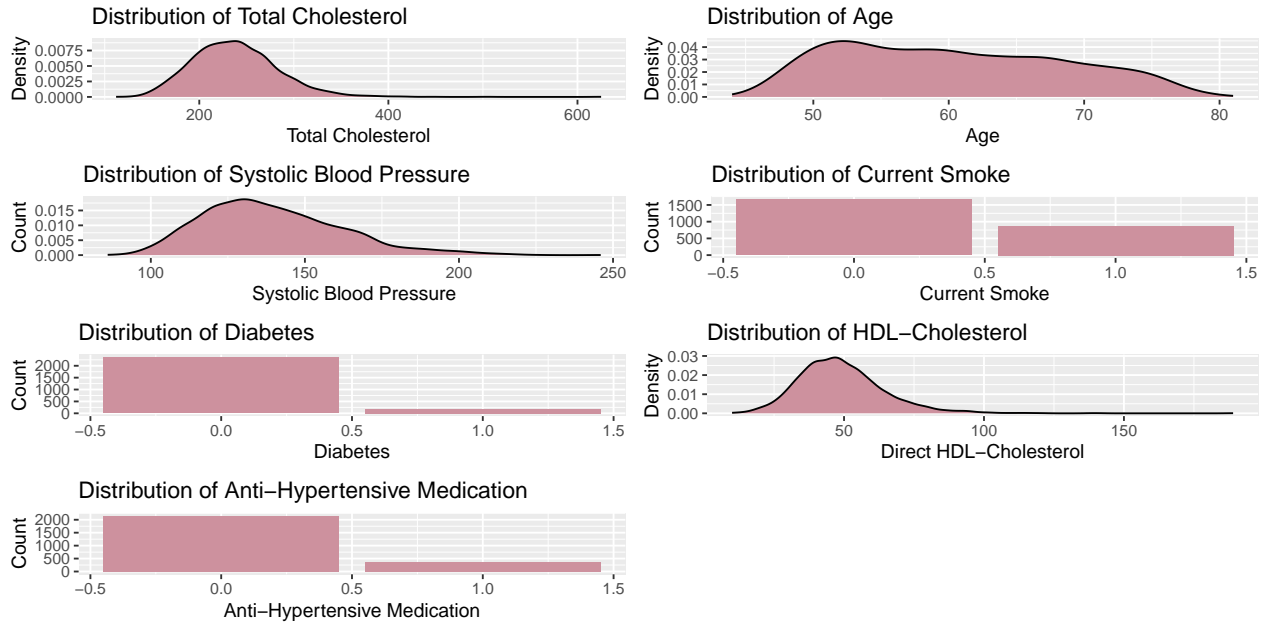 Distribution of Total Cholesterol
Density
0.0075
0.0050
0.0025
0.0000
200 400 600
Total Cholesterol
Distribution of Age
Density
0.04
0.03
0.02
0.01
0.00
50 60 70 80
Age
Distribution of Systolic Blood Pressure
Count
0.015
0.010
0.005
0.000
100 150 200 250
Systolic Blood Pressure
Distribution of Current Smoke
Count
1500
1000
500
0
−0.5 0.0 0.5 1.0 1.5
Current Smoke
Distribution of Diabetes
Count
2000
1500
1000
500
0
−0.5 0.0 0.5 1.0 1.5
Diabetes
Distribution of HDL−Cholesterol
Density
0.03
0.02
0.01
0.00
50 100 150
Direct HDL−Cholesterol
Distribution of Anti−Hypertensive Medication
Count
2000
1500
1000
500
0
−0.5 0.0 0.5 1.0 1.5
Anti−Hypertensive Medication